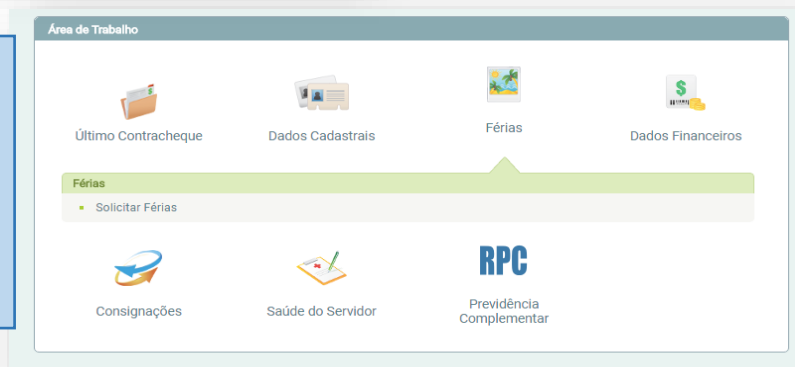 Área de Trabalho
Último Contracheque
Dados Cadastrais
Férias
Dados Financeiros
Férias
Solicitar Férias
Consignações
Saúde do Servidor
RPC
Previdência
Complementar